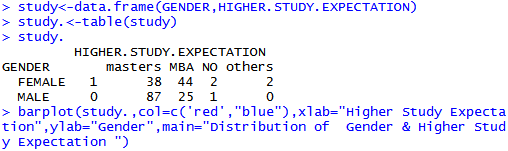 > study<-data.frame(GENDER,HIGHER.STUDY.EXPECTATION)
> study.<-table(study)
> study.
HIGHER.STUDY.EXPECTATION
GENDER masters MBA NO others
FEMALE 1 38 44 2 2
MALE 0 87 25 1 0
> barplot(study.,col=c('red',"blue"),xlab="Higher Study Expecta
tion",ylab="Gender",main="Distribution of  Gender & Higher Stud
y Expectation ")